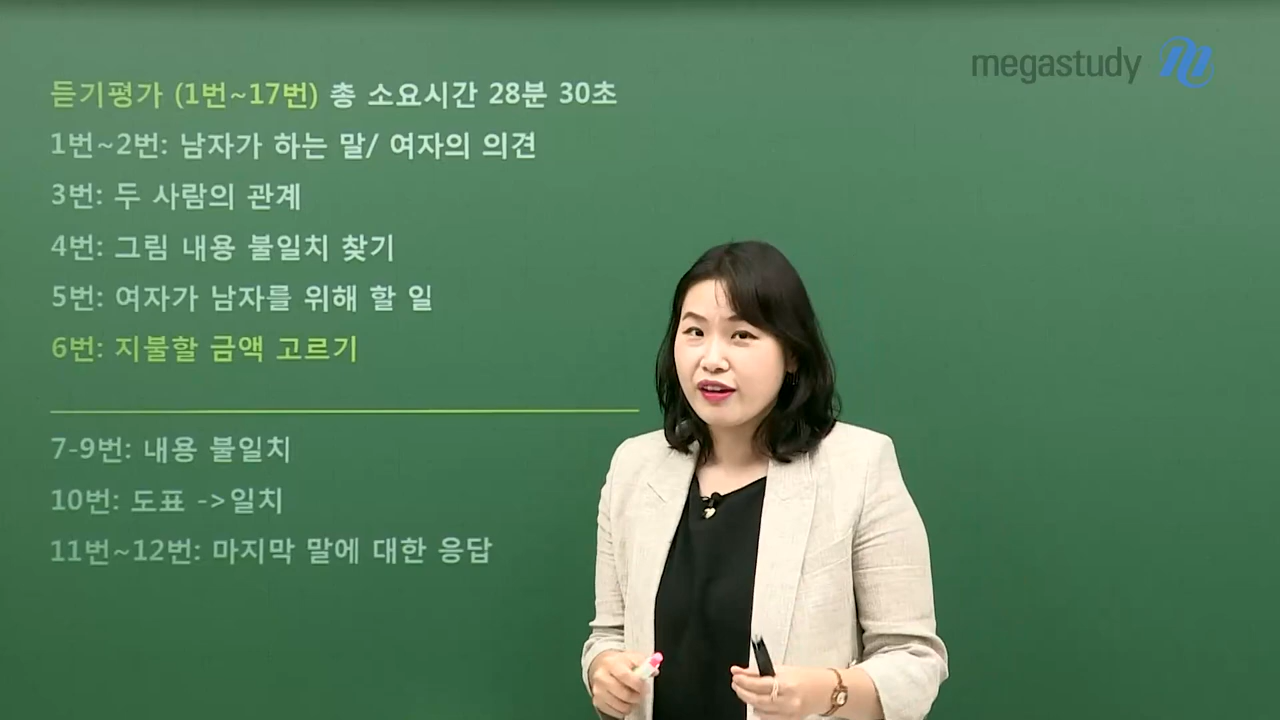 megastudy
듣기평가 (1번~17번) 총 소요시간 28분 30초
1번~2번: 남자가 하는 말/ 여자의 의견
3번: 두 사람의 관계
4번: 그림 내용 불일치 찾기
5번: 여자가 남자를 위해 할 일
6번: 지불할 금액 고르기
7-9번: 내용 불일치
10번: 도표 ->일치
11번~12번: 마지막 말에 대한 응답